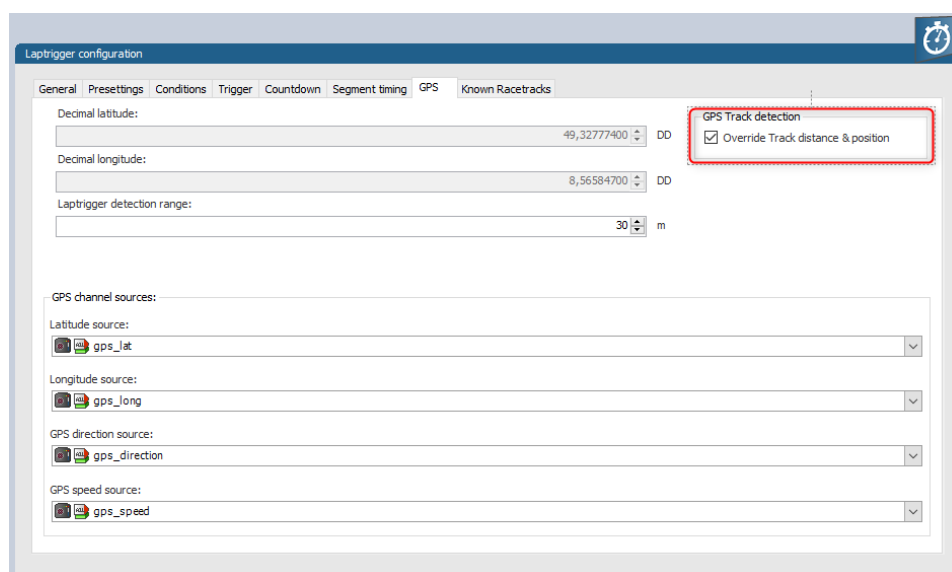 Laptrigger configuration
General Presettings Conditions Trigger Countdown Segment timing GPS Known Racetracks
Decimal latitude:
49,32777400 DD
Decimal longitude:
8,56584700 DD
Laptrigger detection range:
30 m
GPS Track detection
Override Track distance & position
GPS channel sources:
Latitude source:
gps_lat
Longitude source:
gps_long
GPS direction source:
gps_direction
GPS speed source:
gps_speed